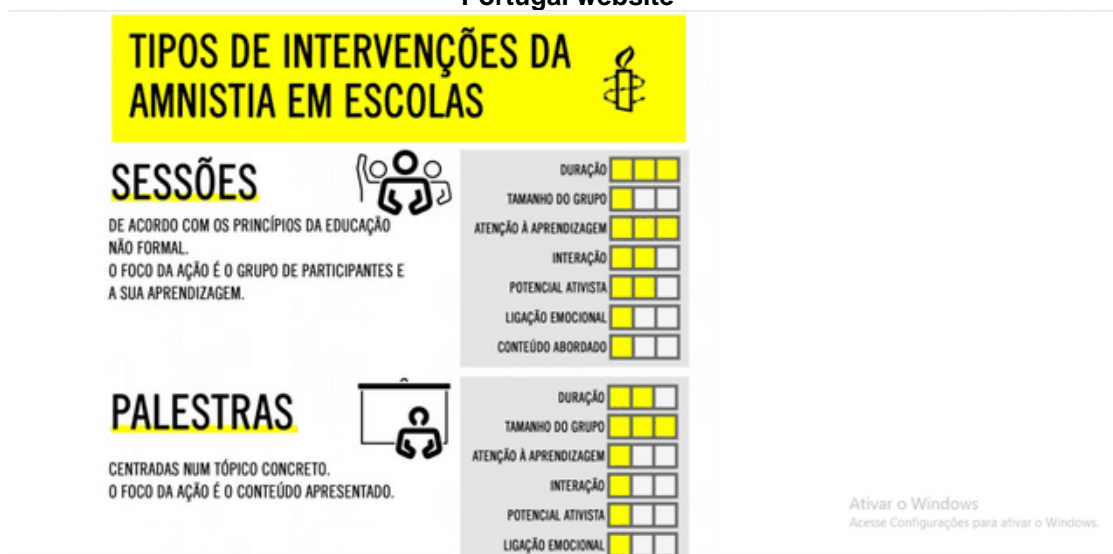 Portugal website
TIPOS DE INTERVENÇÕES DA
AMNISTIA EM ESCOLAS
SESSÕES
DE ACORDO COM OS PRINCÍPIOS DA EDUCAÇÃO
NÃO FORMAL.
O FOCO DA AÇÃO É O GRUPO DE PARTICIPANTES E
A SUA APRENDIZAGEM.
DURAÇÃO
TAMANHO DO GRUPO
ATENÇÃO À APRENDIZAGEM
INTERAÇÃO
POTENCIAL ATIVISTA
LIGAÇÃO EMOCIONAL
CONTEÚDO ABORDADO
PALESTRAS
CENTRADAS NUM TÓPICO CONCRETO.
O FOCO DA AÇÃO É O CONTEÚDO APRESENTADO.
DURAÇÃO
TAMANHO DO GRUPO
ATENÇÃO À APRENDIZAGEM
INTERAÇÃO
POTENCIAL ATIVISTA
LIGAÇÃO EMOCIONAL
Ativar o Windows
Acesse Configurações para ativar o Windows.